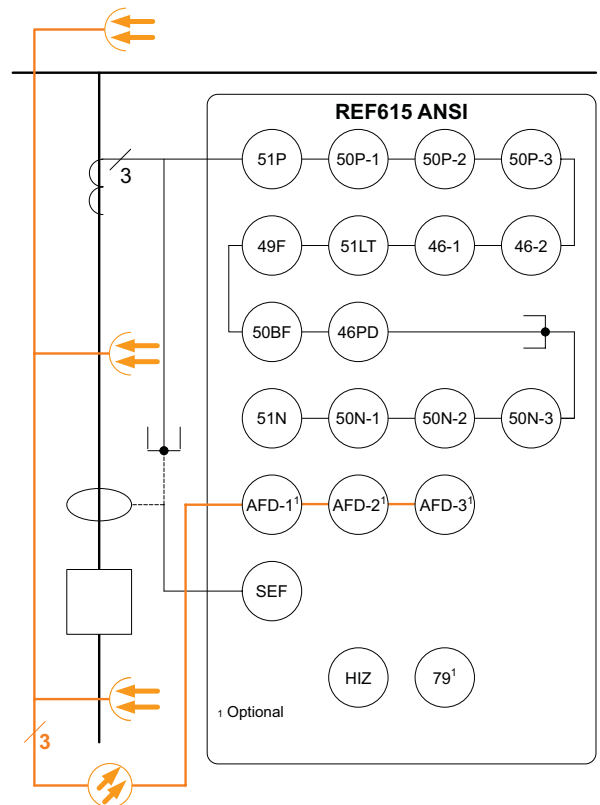 REF615 ANSI
3
51P 50P-1 50P-2 50P-3
49F 51LT 46-1 46-2
50BF 46PD
51N 50N-1 50N-2 50N-3
AFD-1¹ AFD-2¹ AFD-3¹
SEF
HIZ 79¹
1 Optional
3